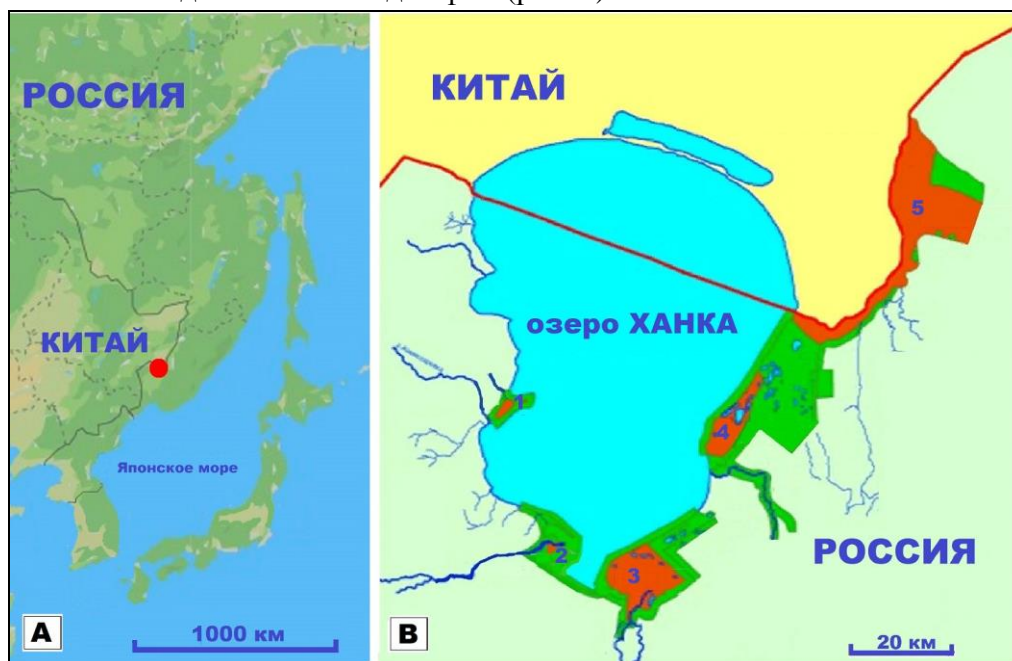 РОССИЯ
КИТАЙ
Японское море
А
1000 км
КИТАЙ
5
озеро ХАНКА
1
4
2
3
РОССИЯ
В
20 км